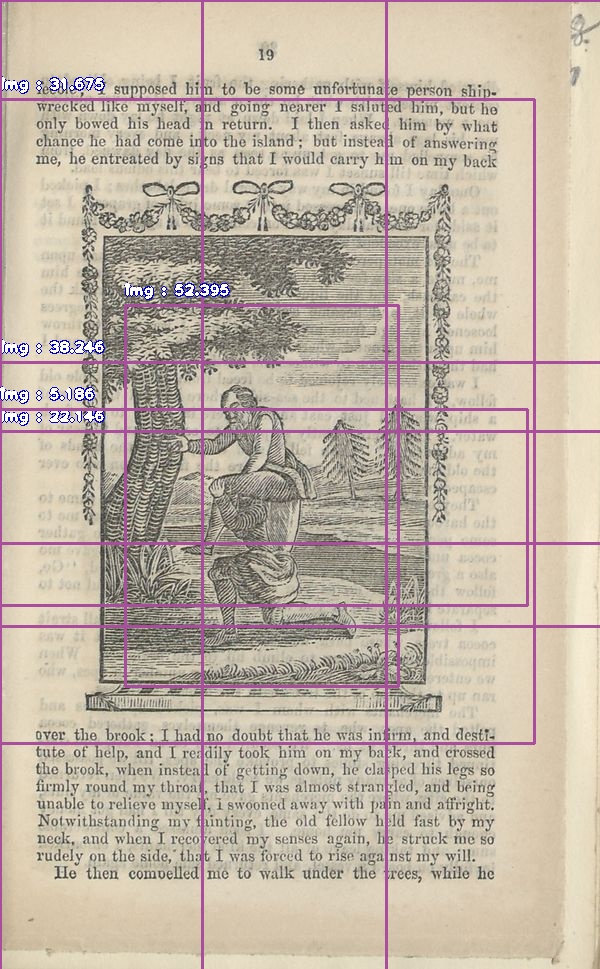 19
feeble, I supposed him to be some unfortunate person ship-
wrecked like myself, and going nearer I saluted him, but he
only bowed his head in return. I then asked him by what
chance he had come into the island; but instead of answering
me, he entreated by signs that I would carry him on my back
Img : 31.675
Img : 52.395
Img : 38.246
Img : 5.186
Img : 22.146
over the brook; I had no doubt that he was infirm, and desti-
tute of help, and I readily took him on my back, and crossed
the brook, when instead of getting down, he clasped his legs so
firmly round my throat, that I was almost strangled, and being
unable to relieve myself, i swooned away with pain and affright.
Notwithstanding my fainting, the old fellow held fast by my
neck, and when I recovered my senses again, he struck me so
rudely on the side, that I was forced to rise against my will.
He then compelled me to walk under the trees, while he